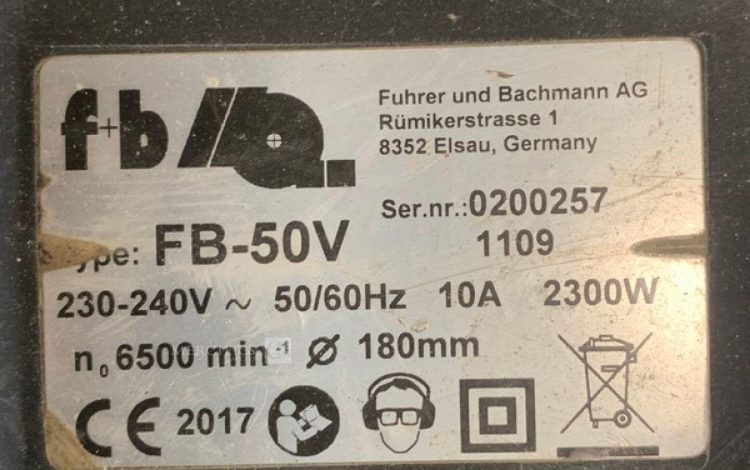 f+b
Fuhrer und Bachmann AG
Rümikerstrasse 1
8352 Elsau, Germany
Ser.nr.:0200257
1109
ype: FB-50V
230-240V ~ 50/60Hz 10A 2300W
n₀ 6500 min⁻¹ Ø 180mm
CE 2017